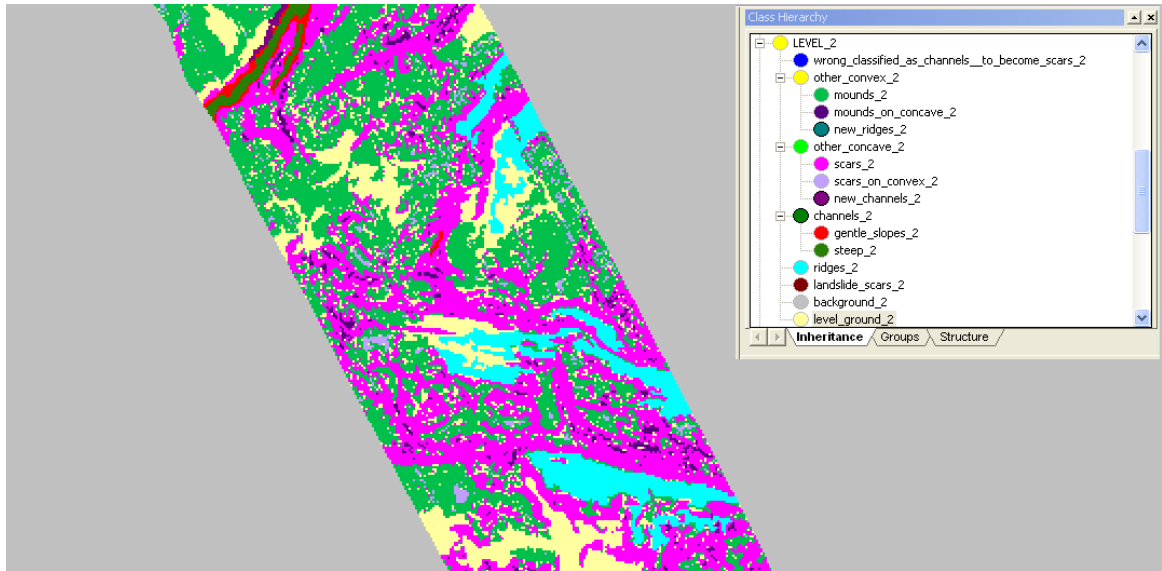 Class Hierarchy
LEVEL_2
wrong_classified_as_channels__to_become_scars_2
other_convex_2
mounds_2
mounds_on_concave_2
new_ridges_2
other_concave_2
scars_2
scars_on_convex_2
new_channels_2
channels_2
gentle_slopes_2
steep_2
ridges_2
landslide_scars_2
background_2
level_ground_2
Inheritance Groups Structure